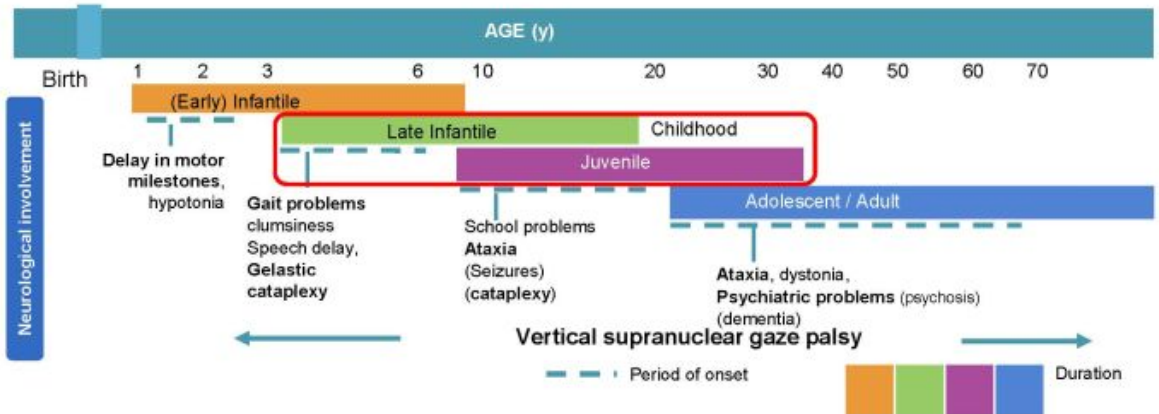 AGE (y)
Birth
1 2 3 6 10 20 30 40 50 60 70
Neurological involvement
(Early) Infantile
Late Infantile
Childhood
Juvenile
Adolescent / Adult
Delay in motor
milestones,
hypotonia
Gait problems
clumsiness
Speech delay,
Gelastic
cataplexy
School problems
Ataxia
(Seizures)
(cataplexy)
Ataxia, dystonia,
Psychiatric problems (psychosis)
(dementia)
Vertical supranuclear gaze palsy
Period of onset
Duration